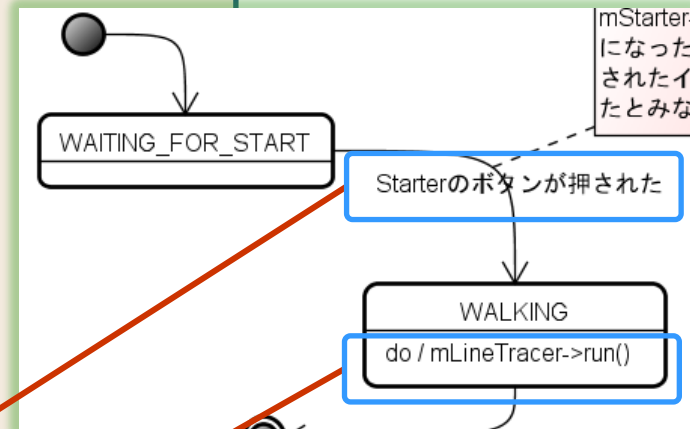 mStarter
になった
されたイ
たとみな
WAITING_FOR_START
Starterのボタンが押された
WALKING
do / mLineTracer->run()